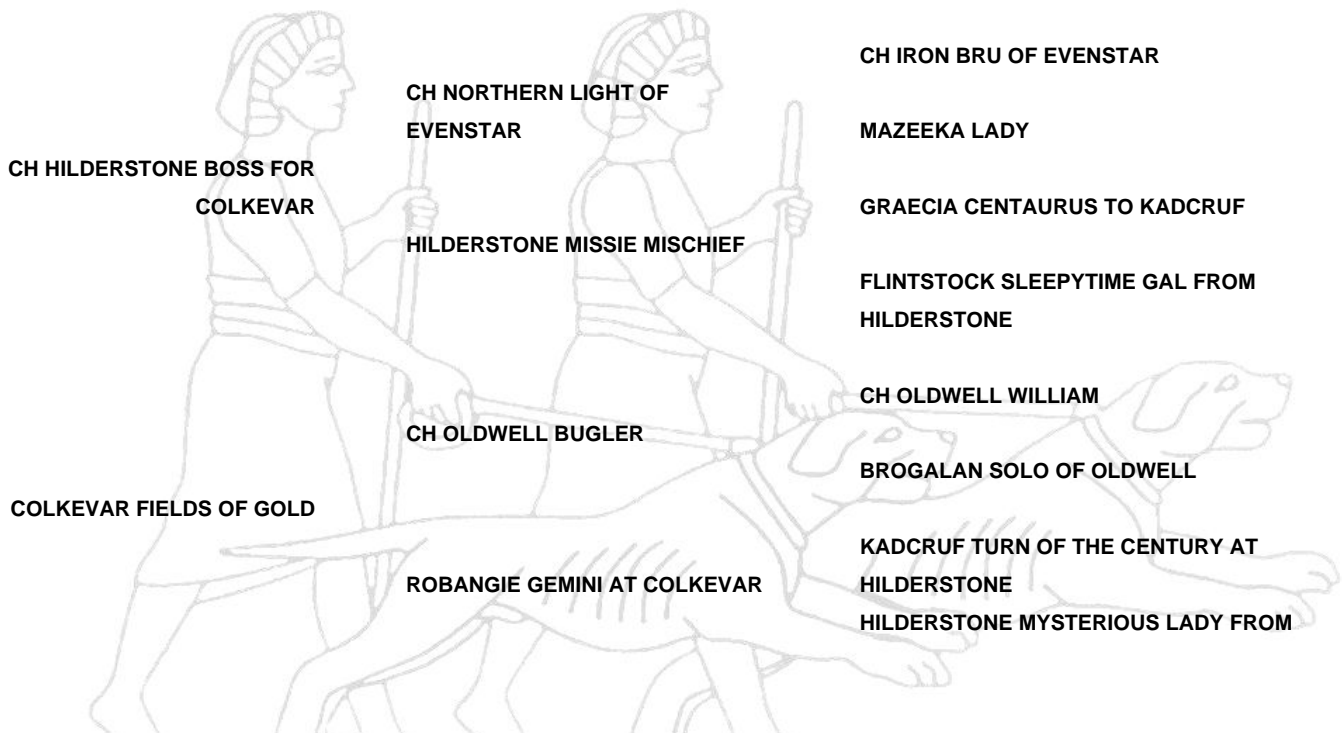 CH HILDERSTONE BOSS FOR
COLKEVAR
COLKEVAR FIELDS OF GOLD
CH NORTHERN LIGHT OF
EVENSTAR
HILDERSTONE MISSIE MISCHIEF
CH OLDWELL BUGLER
ROBANGIE GEMINI AT COLKEVAR
CH IRON BRU OF EVENSTAR
MAZEEKA LADY
GRAECIA CENTAURUS TO KADCRUF
FLINTSTOCK SLEEPYTIME GAL FROM
HILDERSTONE
CH OLDWELL WILLIAM
BROGALAN SOLO OF OLDWELL
KADCRUF TURN OF THE CENTURY AT
HILDERSTONE
HILDERSTONE MYSTERIOUS LADY FROM